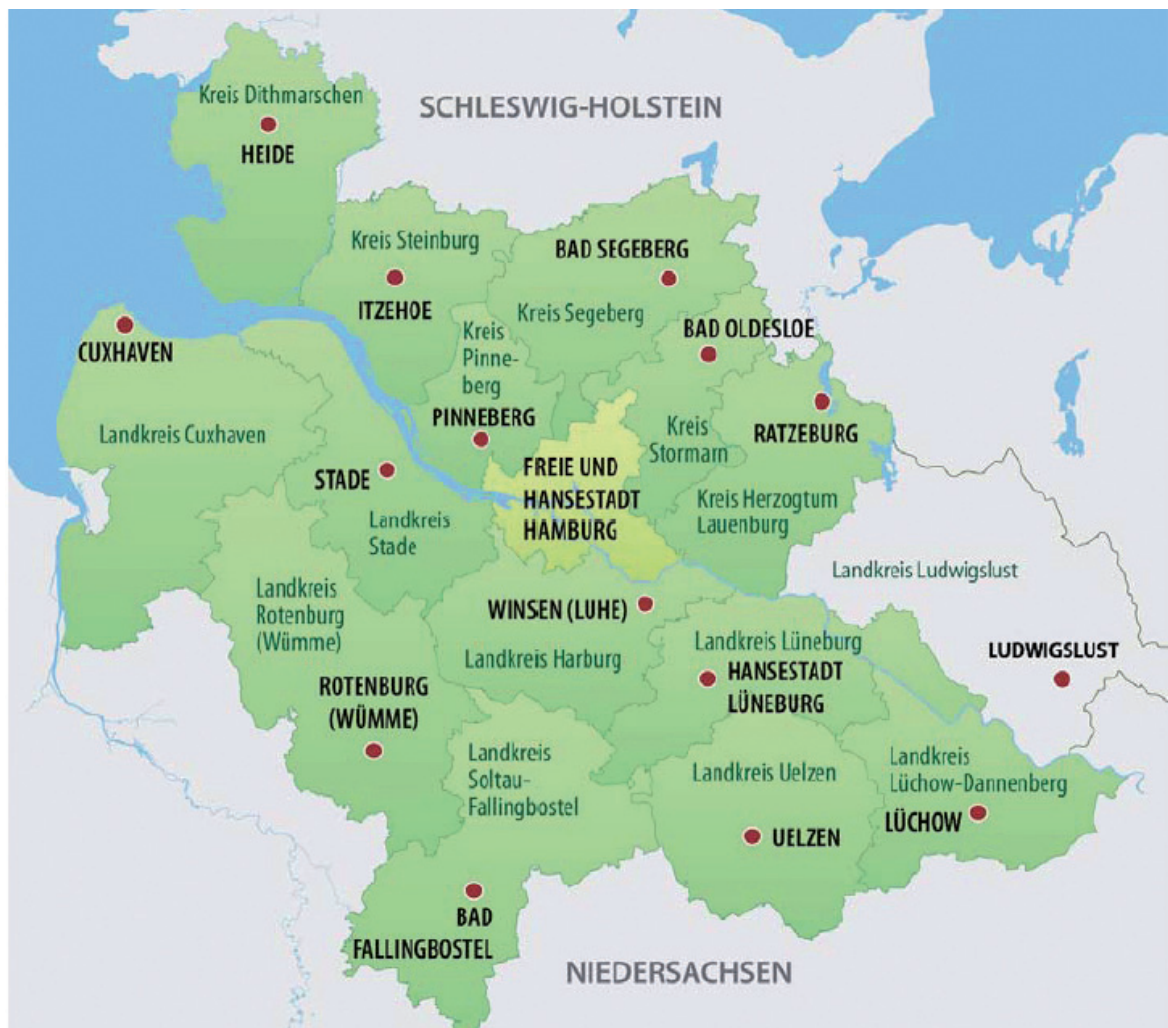 Kreis Dithmarschen
HEIDE
SCHLESWIG-HOLSTEIN
Kreis Steinburg
ITZEHOE
BAD SEGEBERG
Kreis Segeberg
BAD OLDESLOE
CUXHAVEN
Kreis
Pinne-
berg
PINNEBERG
RATZEBURG
Landkreis Cuxhaven
Kreis
Stormarn
STADE
FREIE UND
HANSESTADT
HAMBURG
Kreis Herzogtum
Lauenburg
Landkreis
Stade
Landkreis Ludwigslust
Landkreis
Rotenburg
(Wümme)
WINSEN (LUHE)
Landkreis Harburg
Landkreis Lüneburg
HANSESTADT
LÜNEBURG
LUDWIGSLUST
ROTENBURG
(WÜMME)
Landkreis
Soltau-
Fallingbostel
Landkreis Uelzen
UELZEN
Landkreis
Lüchow-Dannenberg
LÜCHOW
BAD
FALLINGBOSTEL
NIEDERSACHSEN